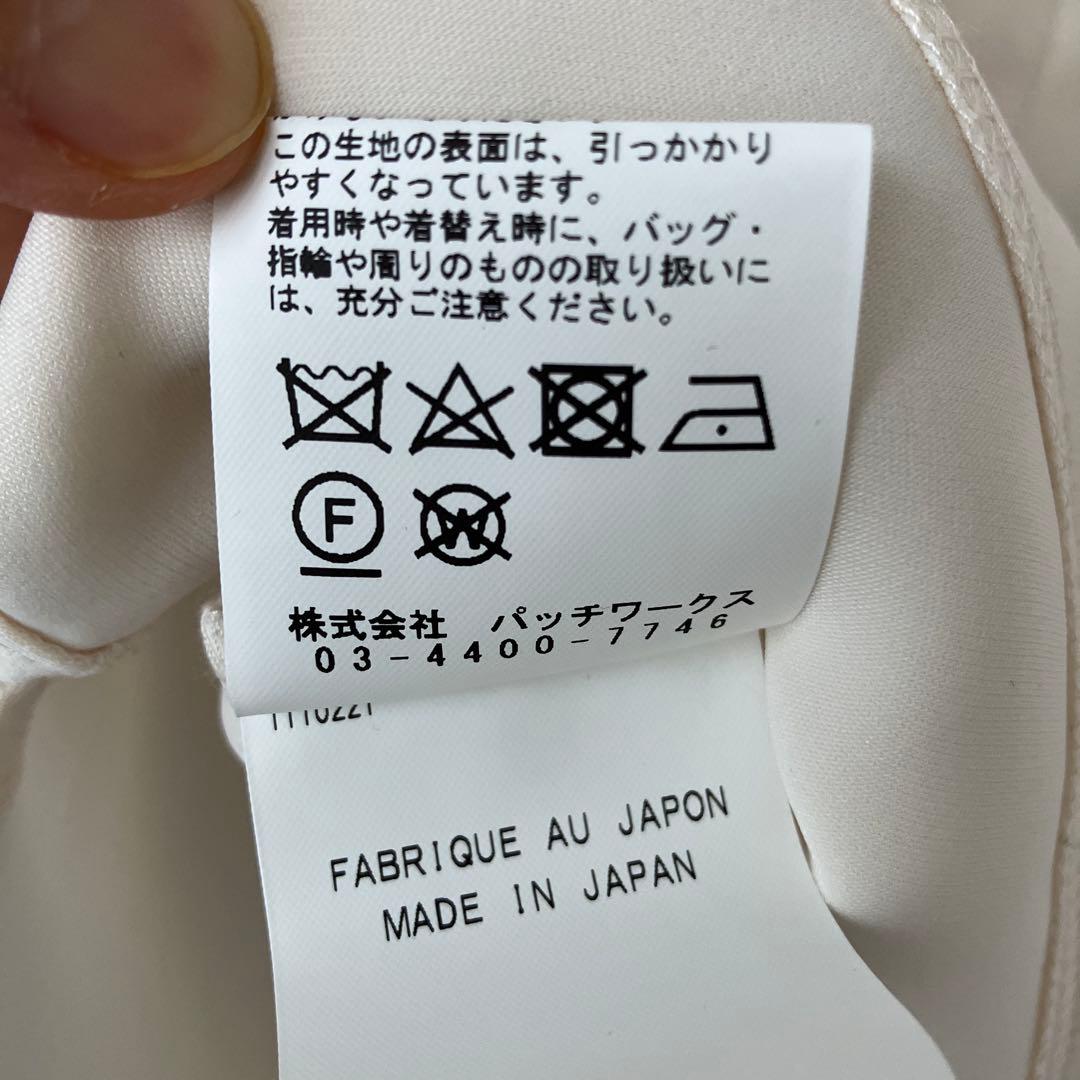 この生地の表面は、引っかかり
やすくなっています。
着用時や着替え時に、バッグ・
指輪や周りのものの取り扱いに
は、充分ご注意ください。
F
W
株式会社 パッチワークス
03-4400-7746
1110221
FABRIQUE AU JAPON
MADE IN JAPAN